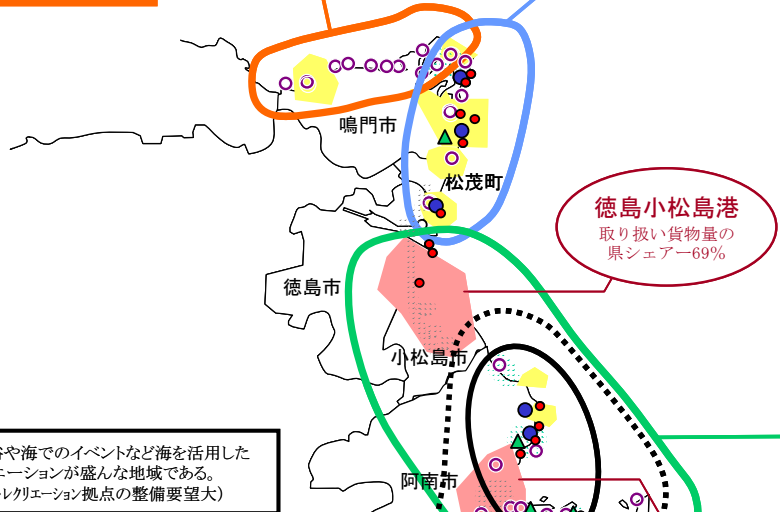 鳴門市
松茂町
徳島小松島港
取り扱い貨物量の
県シェアー69%
徳島市
小松島市
や海でのイベントなど海を活用した
エーションが盛んな地域である。
レクリエーション拠点の整備要望大）
阿南市